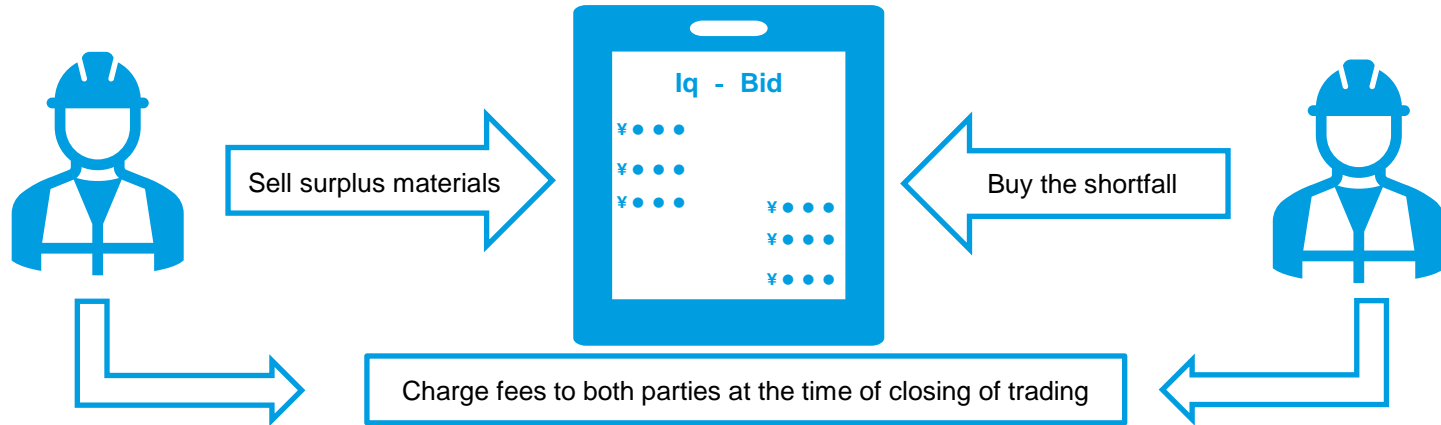 Iq - Bid
¥ ● ● ●
¥ ● ● ●
¥ ● ● ●
¥ ● ● ●
¥ ● ● ●
¥ ● ● ●
Sell surplus materials
Buy the shortfall
Charge fees to both parties at the time of closing of trading